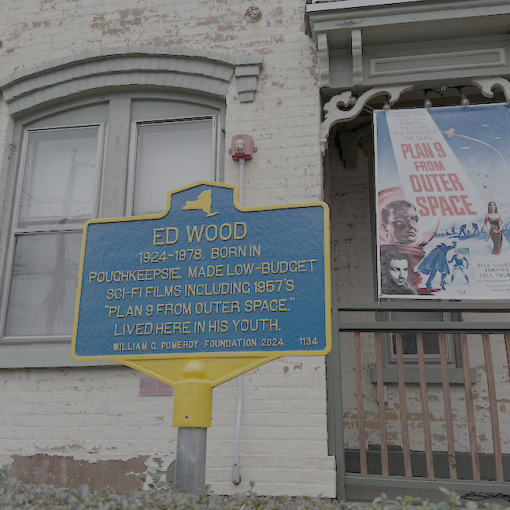 ED WOOD
1924-1978. BORN IN
POUGHKEEPSIE. MADE LOW-BUDGET
SCI-FI FILMS INCLUDING 1957'S
"PLAN 9 FROM OUTER SPACE."
LIVED HERE IN HIS YOUTH.
WILLIAM G. POMEROY FOUNDATION 2024 1134
PLAN 9
FROM
OUTER
SPACE